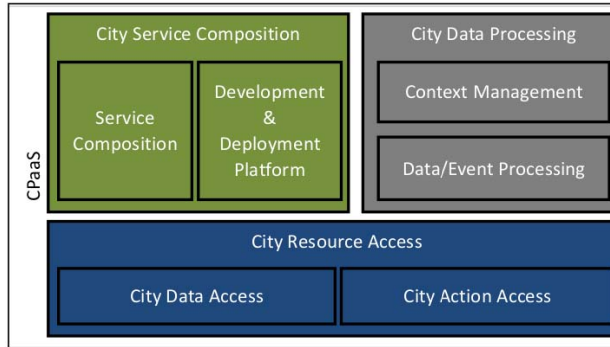 CPaaS
City Service Composition
Service
Composition
Development
&
Deployment
Platform
City Data Processing
Context Management
Data/Event Processing
City Resource Access
City Data Access
City Action Access